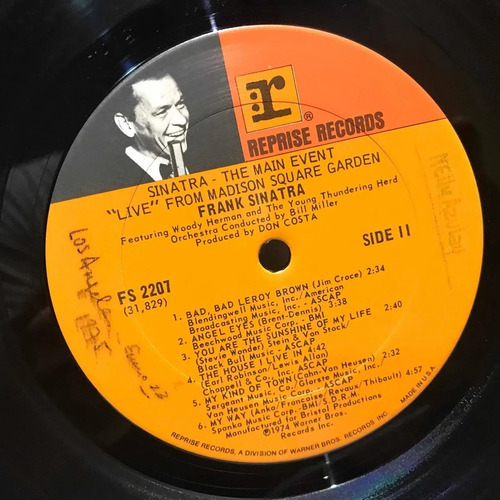 r ®
REPRISE RECORDS
SINATRA - THE MAIN EVENT
"LIVE" FROM MADISON SQUARE GARDEN
FRANK SINATRA
Featuring Woody Herman and The Young Thundering Herd
Orchestra Conducted by Bill Miller
Produced by DON COSTA
SIDE II
FS 2207
(31,829)
1. BAD, BAD LEROY BROWN (Jim Croce) 2:34
Blendingwell Music, Inc./American
Broadcasting Music, Inc. - ASCAP
2. ANGEL EYES (Brent-Dennis) 3:38
Beechwood Music Corp. - BMI
3. YOU ARE THE SUNSHINE OF MY LIFE 2:40
(Stevie Wonder) Stein & Van Stock/
Black Bull Music - ASCAP
4. THE HOUSE I LIVE IN 4:42
(Earl Robinson/Lewis Allan)
Chappell & Co., Inc. - ASCAP
5. MY KIND OF TOWN (Cahn-Van Heusen) 2:32
Sergeant Music Co./Glorste Music Inc./
Van Heusen Music Corp. - ASCAP
6. MY WAY (Anka/Francoise/Revaux/Thibault) 4:57
Spanka Music Corp.-BMI/S.D.R.M.
Manufactured for Bristol Productions
©1974 Warner Bros.
Records Inc.
MADE IN U.S.A.
REPRISE RECORDS, A DIVISION OF WARNER BROS. RECORDS INC.
Los Angeles